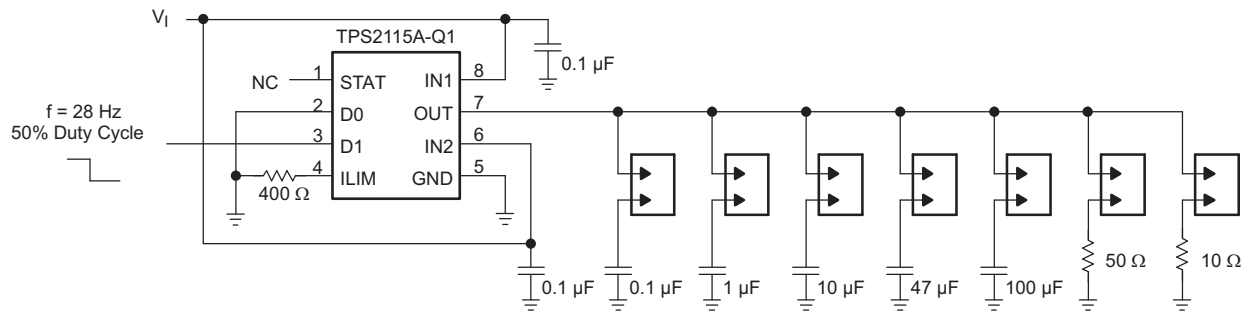 V_I
TPS2115A-Q1
0.1 µF
NC
1
STAT
IN1
8
f = 28 Hz
50% Duty Cycle
2
D0
OUT
7
3
D1
IN2
6
400 Ω
4
ILIM
GND
5
0.1 µF
0.1 µF
1 µF
10 µF
47 µF
100 µF
50 Ω
10 Ω